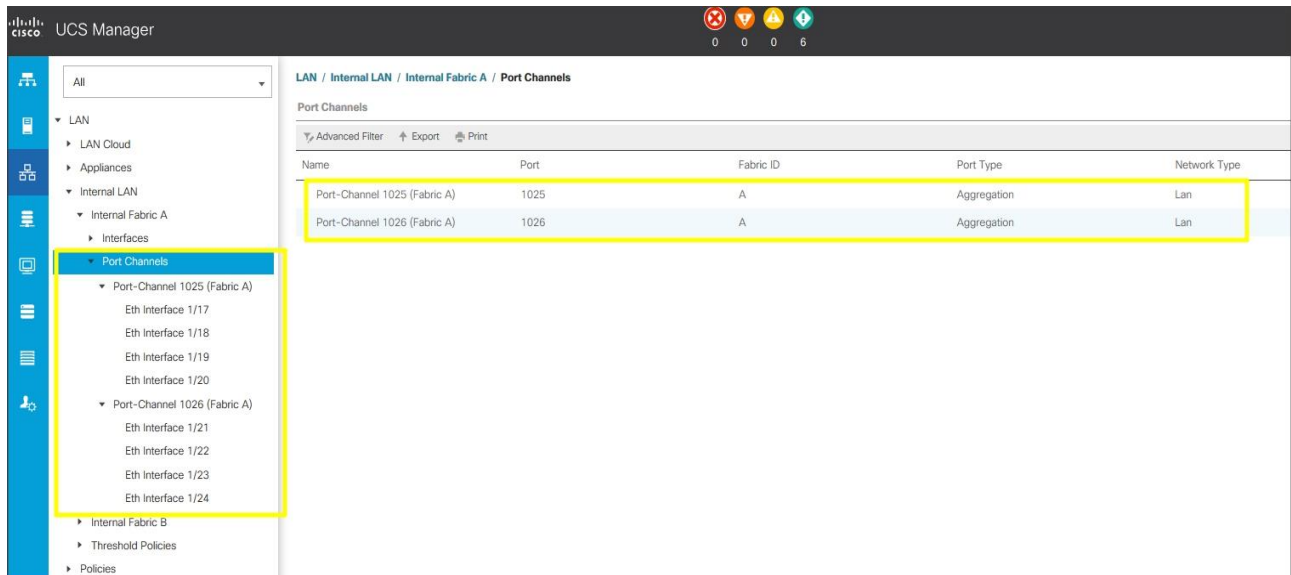 cisco UCS Manager
0 0 0 6
All
LAN
LAN Cloud
Appliances
Internal LAN
Internal Fabric A
Interfaces
Port Channels
Port-Channel 1025 (Fabric A)
Eth Interface 1/17
Eth Interface 1/18
Eth Interface 1/19
Eth Interface 1/20
Port-Channel 1026 (Fabric A)
Eth Interface 1/21
Eth Interface 1/22
Eth Interface 1/23
Eth Interface 1/24
Internal Fabric B
Threshold Policies
Policies
LAN / Internal LAN / Internal Fabric A / Port Channels
Port Channels
Advanced Filter Export Print
Name Port Fabric ID Port Type Network Type
Port-Channel 1025 (Fabric A) 1025 A Aggregation Lan
Port-Channel 1026 (Fabric A) 1026 A Aggregation Lan